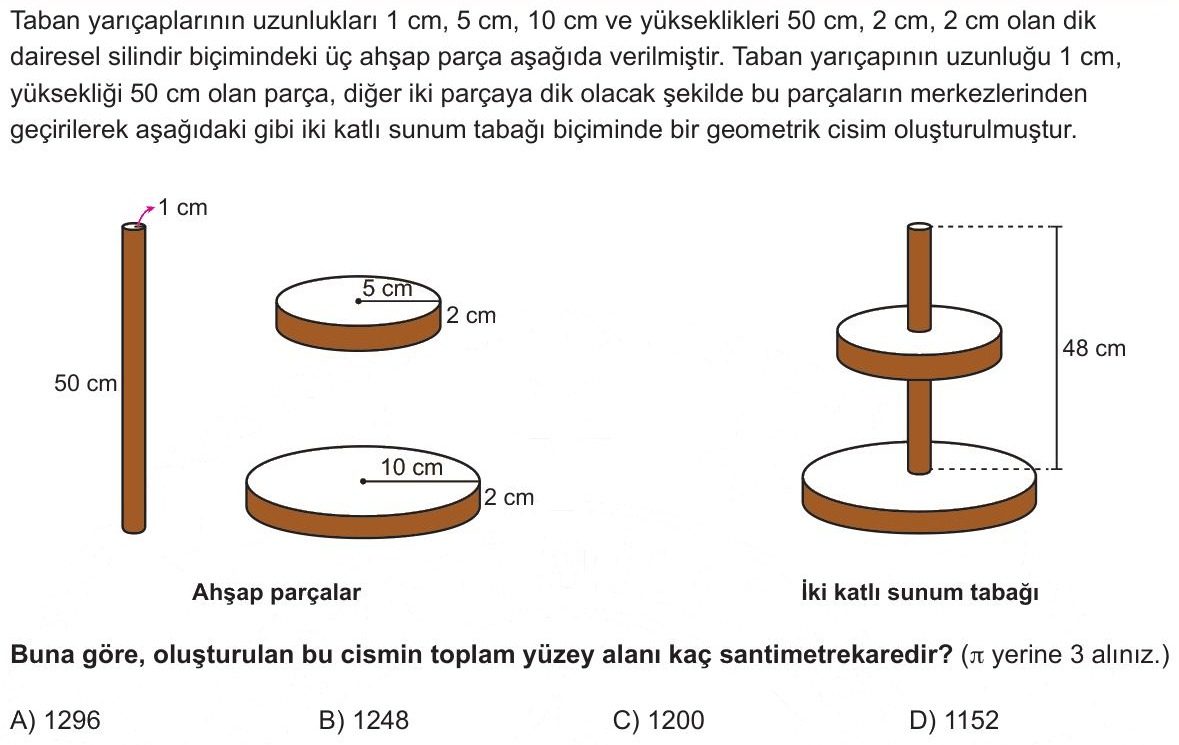 Taban yarıçaplarının uzunlukları 1 cm, 5 cm, 10 cm ve yükseklikleri 50 cm, 2 cm, 2 cm olan dik
dairesel silindir biçimindeki üç ahşap parça aşağıda verilmiştir. Taban yarıçapının uzunluğu 1 cm,
yüksekliği 50 cm olan parça, diğer iki parçaya dik olacak şekilde bu parçaların merkezlerinden
geçirilerek aşağıdaki gibi iki katlı sunum tabağı biçiminde bir geometrik cisim oluşturulmuştur.
1 cm
5 cm
2 cm
48 cm
50 cm
10 cm
2 cm
Ahşap parçalar
İki katlı sunum tabağı
Buna göre, oluşturulan bu cismin toplam yüzey alanı kaç santimetrekaredir? (π yerine 3 alınız.)
A) 1296 B) 1248 C) 1200 D) 1152